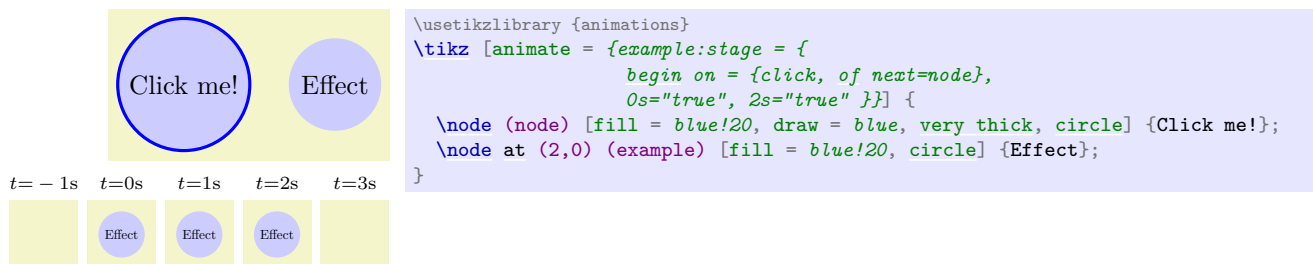 Click me!
Effect
t= − 1s t=0s t=1s t=2s t=3s
Effect Effect Effect
\usetikzlibrary {animations}
\tikz [animate = {example:stage = {
begin on = {click, of next=node},
0s="true", 2s="true" }}] {
\node (node) [fill = blue!20, draw = blue, very thick, circle] {Click me!};
\node at (2,0) (example) [fill = blue!20, circle] {Effect};
}